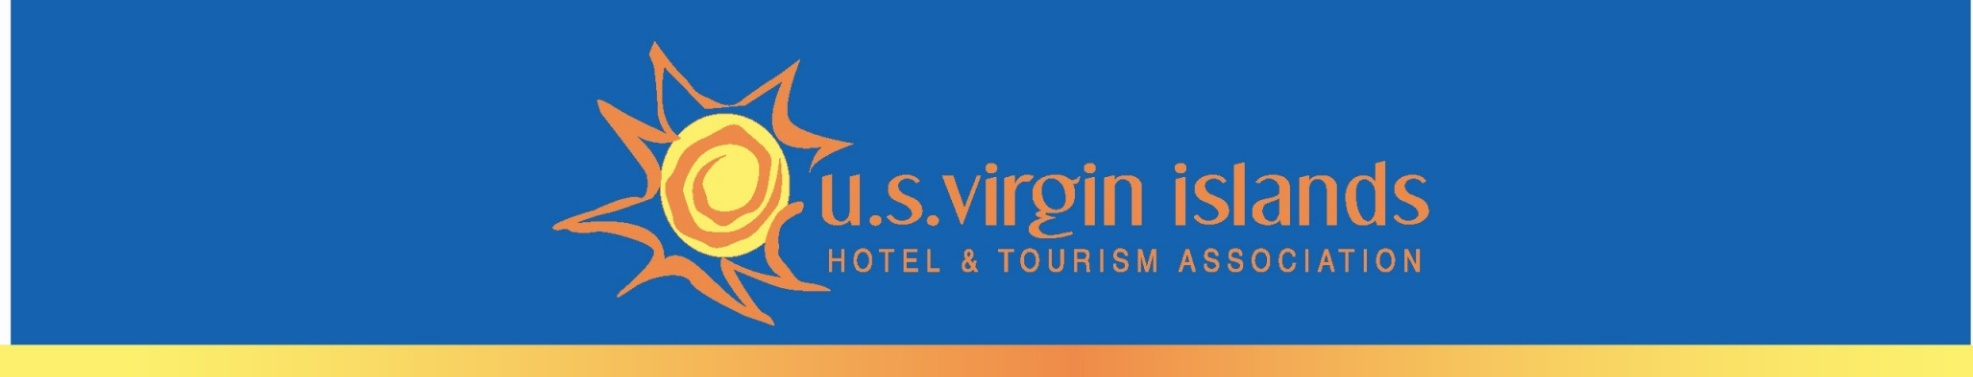 u.s.virgin islands
HOTEL & TOURISM ASSOCIATION